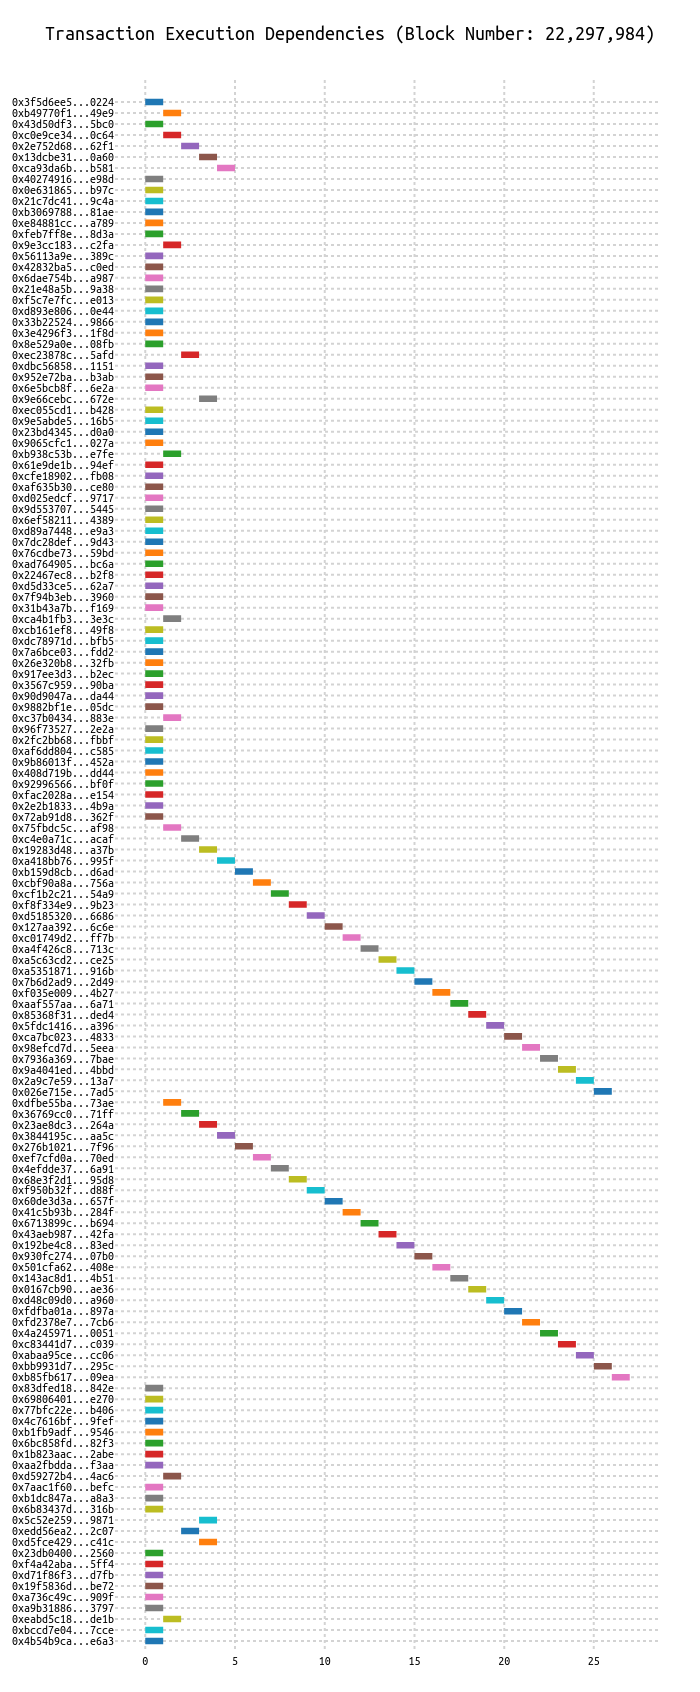 Transaction Execution Dependencies (Block Number: 22,297,984)
0x3f5d6ee5...0224
0xb49770f1...49e9
0x43d50df3...5bc0
0xc0e9ce34...0c64
0x2e752d68...62f1
0x13dcbe31...0a60
0xca93da6b...b581
0x40274916...e98d
0x0e631865...b97c
0x21c7dc41...9c4a
0xb3069788...81ae
0xe84881cc...a789
0xfeb7ff8e...8d3a
0x9e3cc183...c2fa
0x56113a9e...389c
0x42832ba5...c0ed
0x6dae754b...a987
0x21e48a5b...9a38
0xf5c7e7fc...e013
0xd893e806...0e44
0x33b22524...9866
0x3e4296f3...1f8d
0x8e529a0e...08fb
0xec23878c...5afd
0xdbc56858...1151
0x952e72ba...b3ab
0x6e5bcb8f...6e2a
0x9e66cebc...672e
0xec055cd1...b428
0x9e5abde5...16b5
0x23bd4345...d0a0
0x9065cfc1...027a
0xb938c53b...e7fe
0x61e9de1b...94ef
0xcfe18902...fb08
0xaf635b30...ce80
0xd025edcf...9717
0x9d553707...5445
0x6ef58211...4389
0xd89a7448...e9a3
0x7dc28def...9d43
0x76cdbe73...59bd
0xad764905...bc6a
0x22467ec8...b2f8
0xd5d33ce5...62a7
0x7f94b3eb...3960
0x31b43a7b...f169
0xca4b1fb3...3e3c
0xcb161ef8...49f8
0xdc78971d...bfb5
0x7a6bce03...fdd2
0x26e320b8...32fb
0x917ee3d3...b2ec
0x3567c959...90ba
0x90d9047a...da44
0x9882bf1e...05dc
0xc37b0434...883e
0x96f73527...2e2a
0x2fc2bb68...fbbf
0xaf6dd804...c585
0x9b86013f...452a
0x408d719b...dd44
0x92996566...bf0f
0xfac2028a...e154
0x2e2b1833...4b9a
0x72ab91d8...362f
0x75fbdc5c...af98
0xc4e0a71c...acaf
0x19283d48...a37b
0xa418bb76...995f
0xb159d8cb...d6ad
0xcbf90a8a...756a
0xcf1b2c21...54a9
0xf8f334e9...9b23
0xd5185320...6686
0x127aa392...6c6e
0xc01749d2...ff7b
0xa4f426c8...713c
0xa5c63cd2...ce25
0xa5351871...916b
0x7b6d2ad9...2d49
0xf035e009...4b27
0xaaf557aa...6a71
0x85368f31...ded4
0x5fdc1416...a396
0xca7bc023...4833
0x98efcd7d...5eea
0x7936a369...7bae
0x9a4041ed...4bbd
0x2a9c7e59...13a7
0x026e715e...7ad5
0xdfbe55ba...73ae
0x36769cc0...71ff
0x23ae8dc3...264a
0x3844195c...aa5c
0x276b1021...7f96
0xef7cfd0a...70ed
0x4efdde37...6a91
0x68e3f2d1...95d8
0xf950b32f...d88f
0x60de3d3a...657f
0x41c5b93b...284f
0x6713899c...b694
0x43aeb987...42fa
0x192be4c8...83ed
0x930fc274...07b0
0x501cfa62...408e
0x143ac8d1...4b51
0x0167cb90...ae36
0xd48c09d0...a960
0xfdfba01a...897a
0xfd2378e7...7cb6
0x4a245971...0051
0xc83441d7...c039
0xabaa95ce...cc06
0xbb9931d7...295c
0xb85fb617...09ea
0x83dfed18...842e
0x69806401...e270
0x77bfc22e...b406
0x4c7616bf...9fef
0xb1fb9adf...9546
0x6bc858fd...82f3
0x1b823aac...2abe
0xaa2fbdda...f3aa
0xd59272b4...4ac6
0x7aac1f60...befc
0xb1dc847a...a8a3
0x6b83437d...316b
0x5c52e259...9871
0xedd56ea2...2c07
0xd5fce429...c41c
0x23db0400...2560
0xf4a42aba...5ff4
0xd71f86f3...d7fb
0x19f5836d...be72
0xa736c49c...909f
0xa9b31886...3797
0xeabd5c18...de1b
0xbccd7e04...7cce
0x4b54b9ca...e6a3
0 5 10 15 20 25